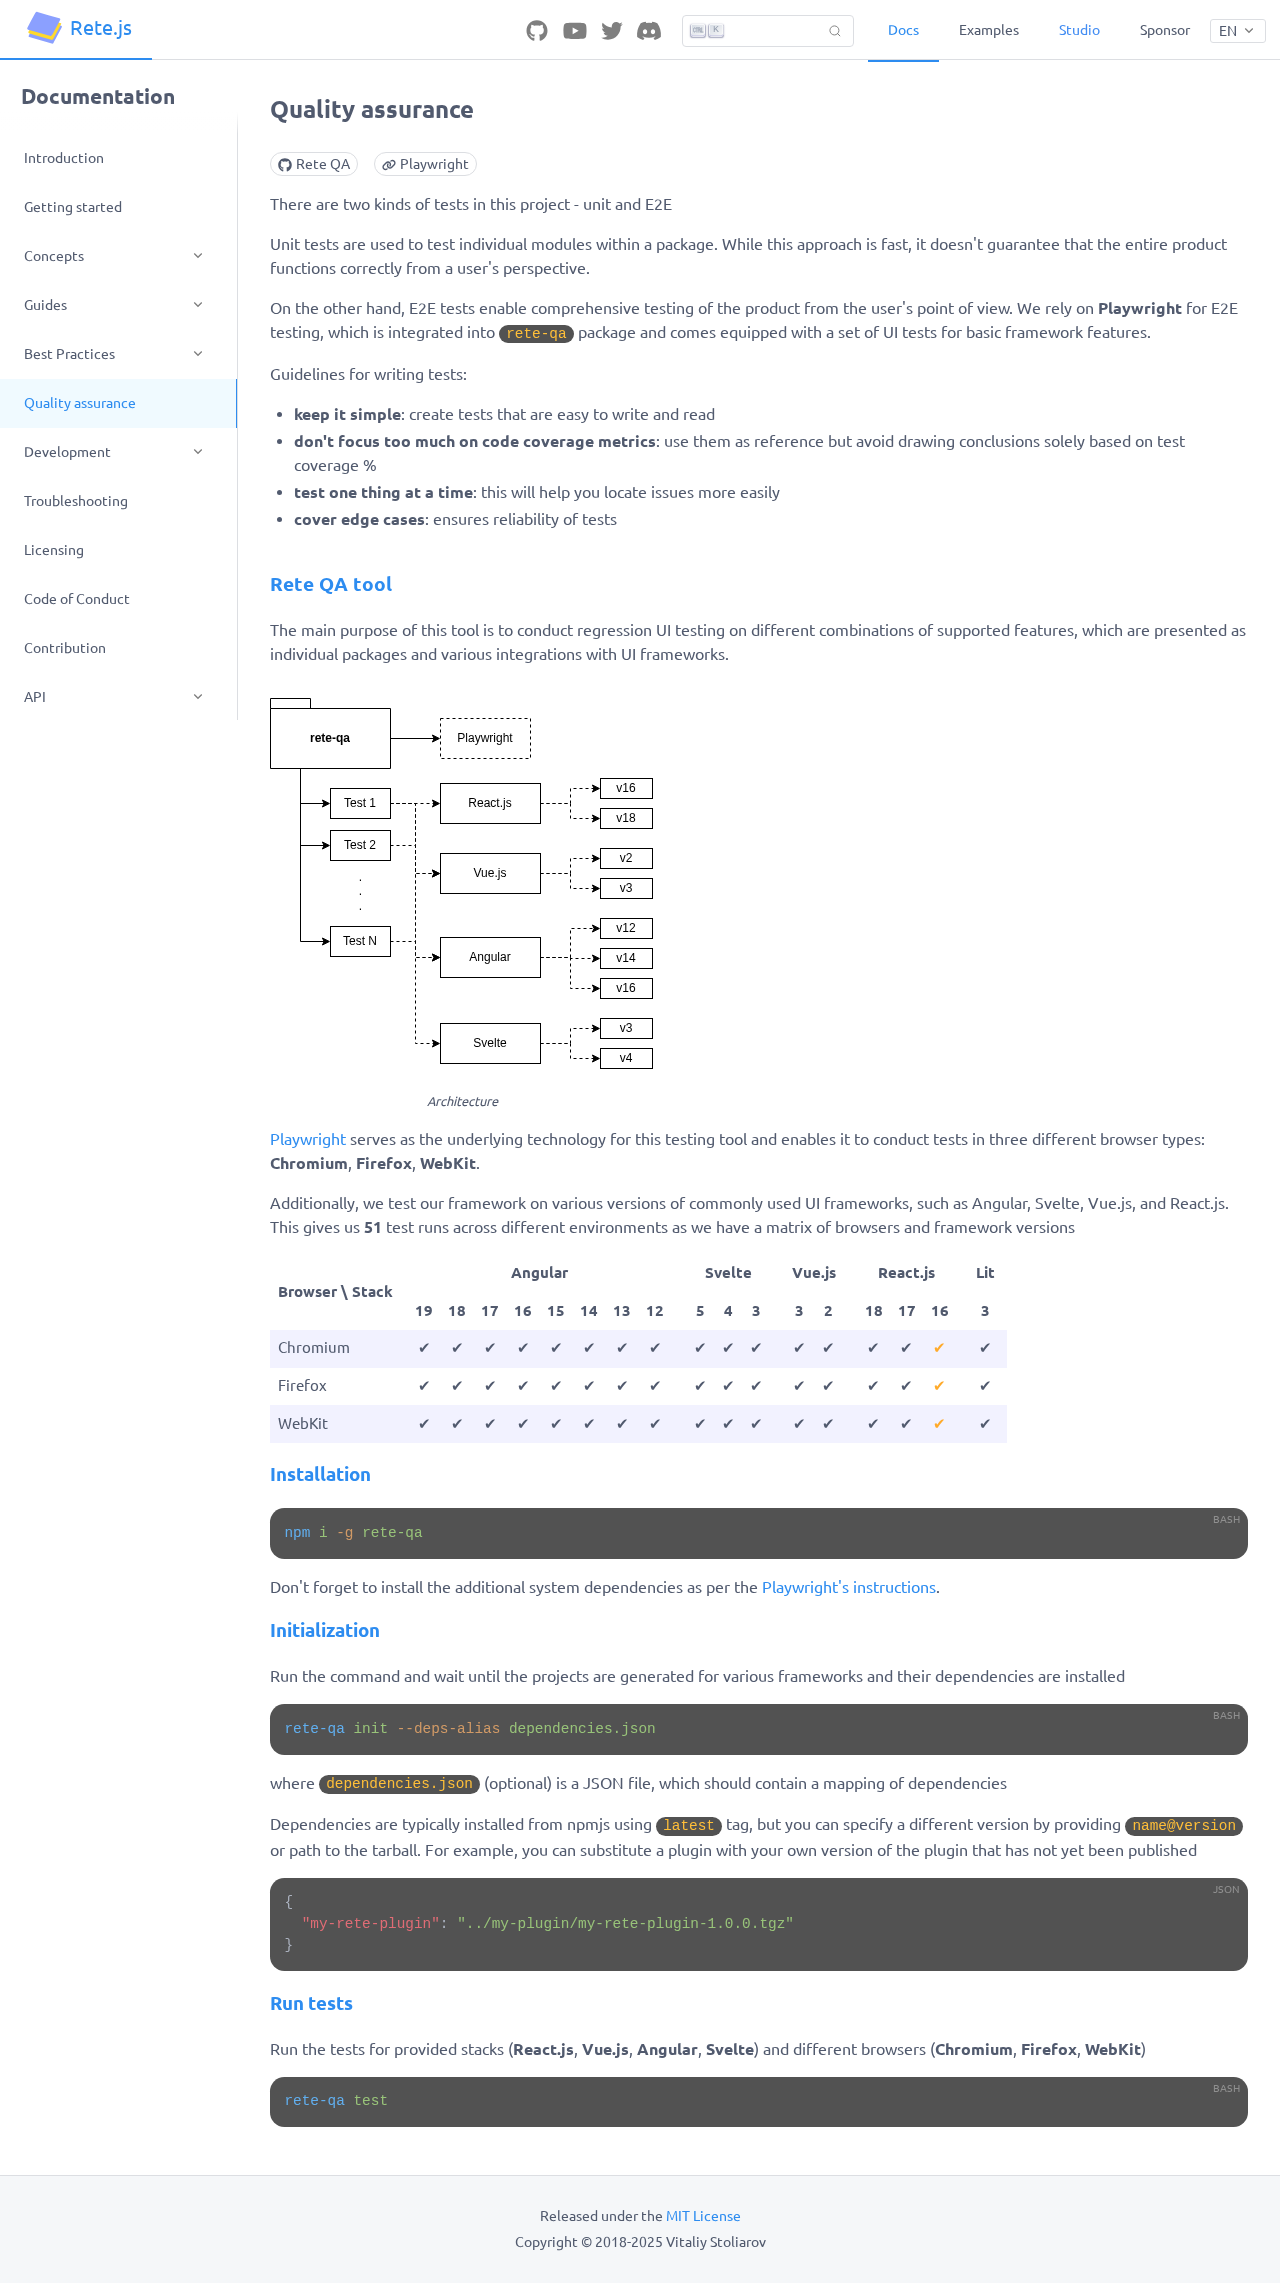 Rete.js
K
Docs
Examples
Studio
Sponsor
EN
Documentation
Introduction
Getting started
Concepts
Guides
Best Practices
Quality assurance
Development
Troubleshooting
Licensing
Code of Conduct
Contribution
API
Quality assurance
Rete QA
Playwright
There are two kinds of tests in this project - unit and E2E
Unit tests are used to test individual modules within a package. While this approach is fast, it doesn't guarantee that the entire product
functions correctly from a user's perspective.
On the other hand, E2E tests enable comprehensive testing of the product from the user's point of view. We rely on Playwright for E2E
testing, which is integrated into rete-qa package and comes equipped with a set of UI tests for basic framework features.
Guidelines for writing tests:
• keep it simple: create tests that are easy to write and read
• don't focus too much on code coverage metrics: use them as reference but avoid drawing conclusions solely based on test
coverage %
• test one thing at a time: this will help you locate issues more easily
• cover edge cases: ensures reliability of tests
Rete QA tool
The main purpose of this tool is to conduct regression UI testing on different combinations of supported features, which are presented as
individual packages and various integrations with UI frameworks.
rete-qa
Playwright
Test 1
React.js
v16
v18
Test 2
Vue.js
v2
v3
.
.
.
Test N
Angular
v12
v14
v16
Svelte
v3
v4
Architecture
Playwright serves as the underlying technology for this testing tool and enables it to conduct tests in three different browser types:
Chromium, Firefox, WebKit.
Additionally, we test our framework on various versions of commonly used UI frameworks, such as Angular, Svelte, Vue.js, and React.js.
This gives us 51 test runs across different environments as we have a matrix of browsers and framework versions
Browser \ Stack Angular Svelte Vue.js React.js Lit
19 18 17 16 15 14 13 12 5 4 3 3 2 18 17 16 3
Chromium ✔ ✔ ✔ ✔ ✔ ✔ ✔ ✔ ✔ ✔ ✔ ✔ ✔ ✔ ✔ ✔ ✔
Firefox ✔ ✔ ✔ ✔ ✔ ✔ ✔ ✔ ✔ ✔ ✔ ✔ ✔ ✔ ✔ ✔ ✔
WebKit ✔ ✔ ✔ ✔ ✔ ✔ ✔ ✔ ✔ ✔ ✔ ✔ ✔ ✔ ✔ ✔ ✔
Installation
BASH
npm i -g rete-qa
Don't forget to install the additional system dependencies as per the Playwright's instructions.
Initialization
Run the command and wait until the projects are generated for various frameworks and their dependencies are installed
BASH
rete-qa init --deps-alias dependencies.json
where dependencies.json (optional) is a JSON file, which should contain a mapping of dependencies
Dependencies are typically installed from npmjs using latest tag, but you can specify a different version by providing name@version
or path to the tarball. For example, you can substitute a plugin with your own version of the plugin that has not yet been published
JSON
{
"my-rete-plugin": "../my-plugin/my-rete-plugin-1.0.0.tgz"
}
Run tests
Run the tests for provided stacks (React.js, Vue.js, Angular, Svelte) and different browsers (Chromium, Firefox, WebKit)
BASH
rete-qa test
Released under the MIT License
Copyright © 2018-2025 Vitaliy Stoliarov